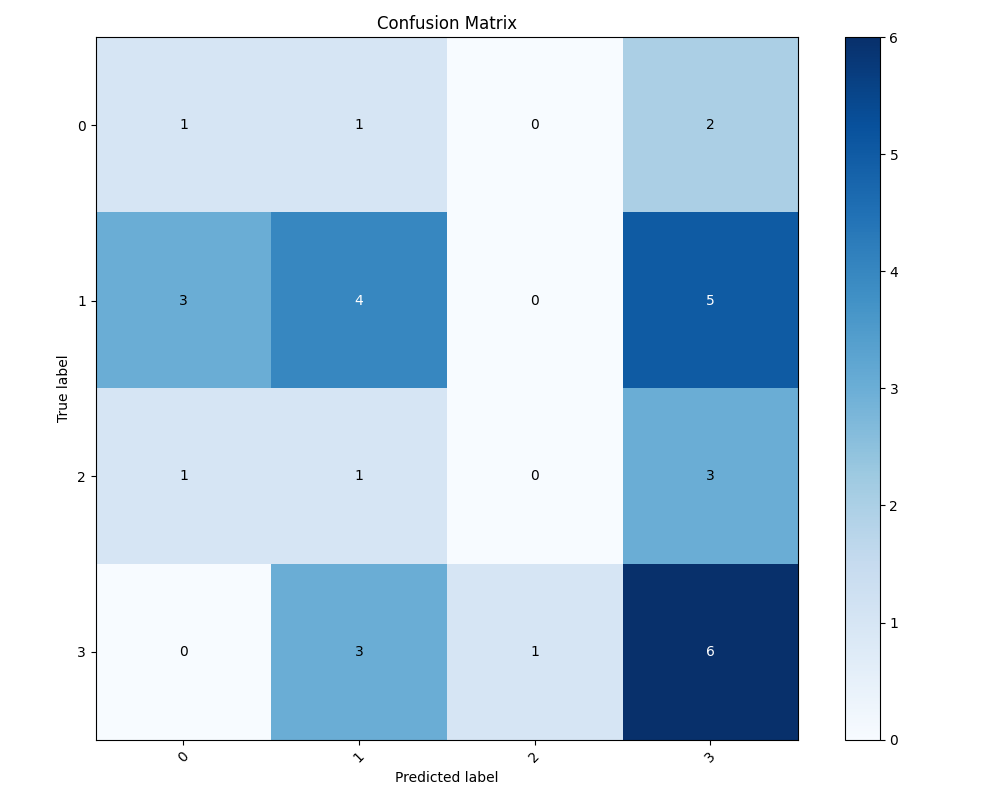 Confusion Matrix
0 1 1 0 2
1 3 4 0 5
2 1 1 0 3
3 0 3 1 6
0 1 2 3
True label
Predicted label
6
5
4
3
2
1
0